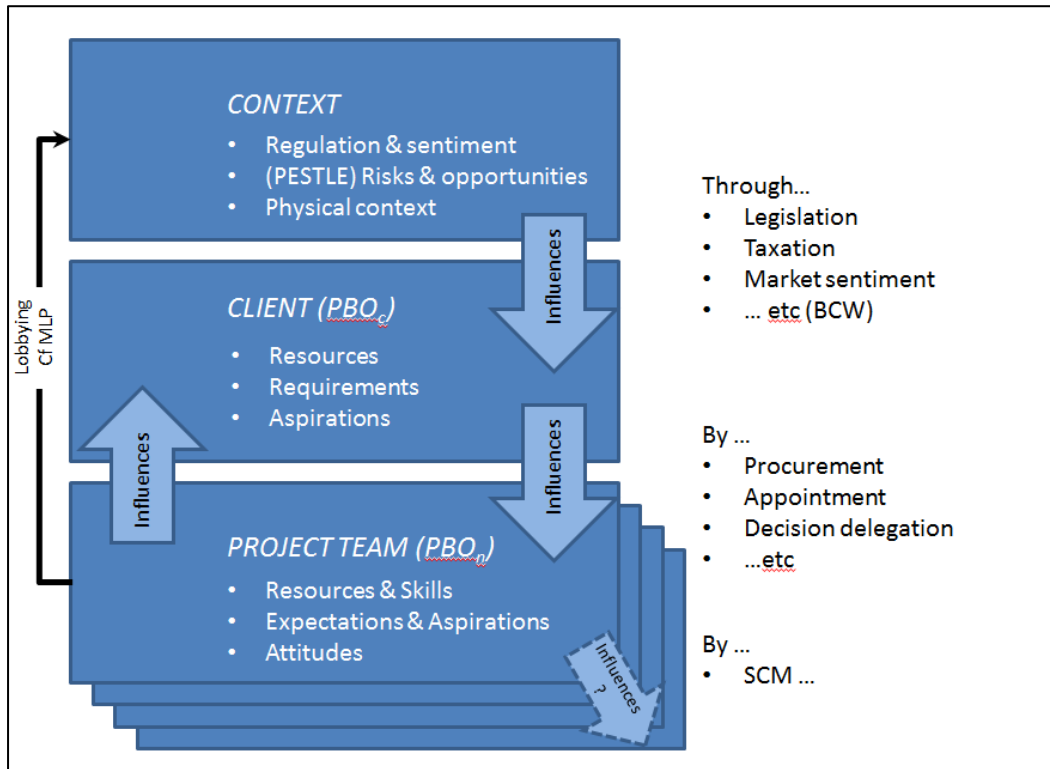 CONTEXT
• Regulation & sentiment
• (PESTLE) Risks & opportunities
• Physical context
Influences
Through...
• Legislation
• Taxation
• Market sentiment
• ... etc (BCW)
Lobbying
Cf MLP
CLIENT (PBOc)
• Resources
• Requirements
• Aspirations
Influences
Influences
By ...
• Procurement
• Appointment
• Decision delegation
• ...etc
PROJECT TEAM (PBOn)
• Resources & Skills
• Expectations & Aspirations
• Attitudes
Influences
?
By ...
• SCM ...